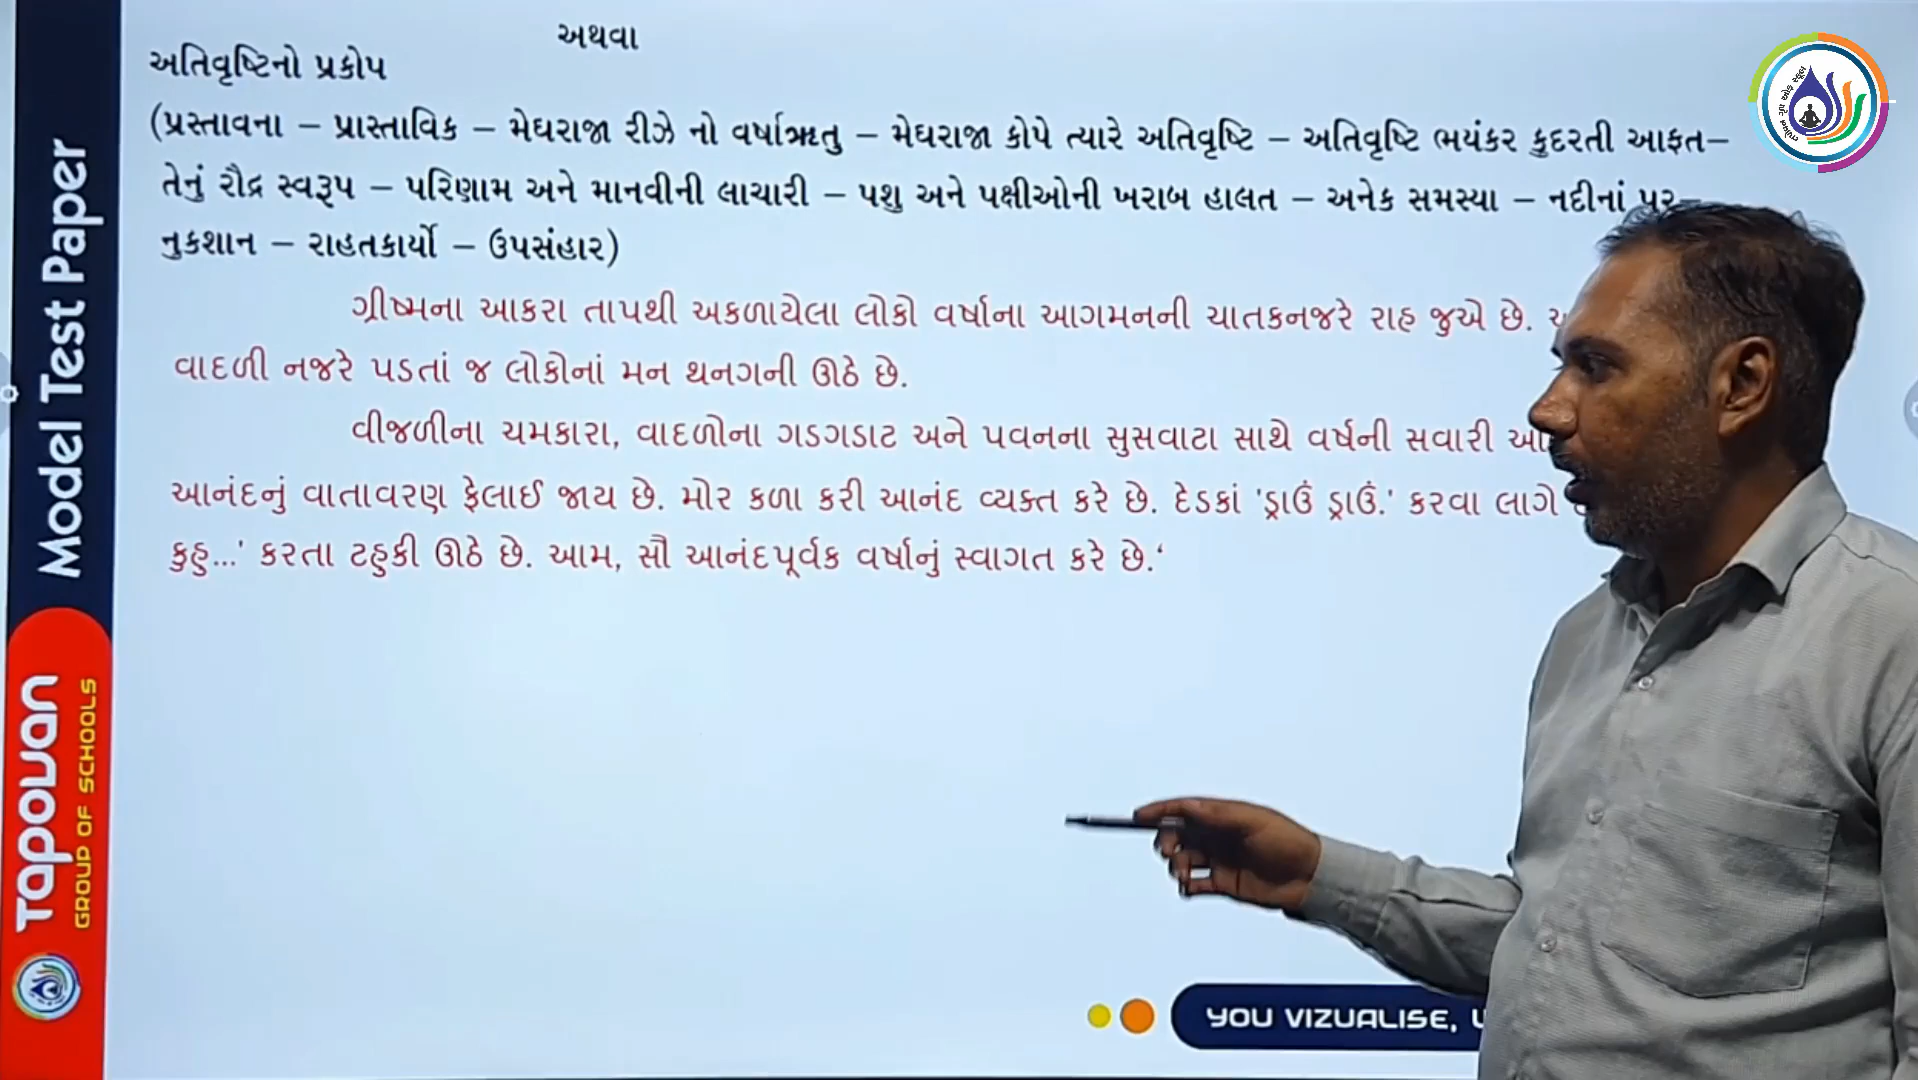 અથવા
અતિવૃષ્ટિનો પ્રકોપ
(પ્રસ્તાવના – પ્રાસ્તાવિક – મેઘરાજા રીઝે નો વર્ષાઋતુ – મેઘરાજા કોપે ત્યારે અતિવૃષ્ટિ – અતિવૃષ્ટિ ભયંકર કુદરતી આફત–
તેનું રૌદ્ર સ્વરૂપ – પરિણામ અને માનવીની લાચારી – પશુ અને પક્ષીઓની ખરાબ હાલત – અનેક સમસ્યા – નદીનાં પુર–
નુકશાન – રાહતકાર્યો – ઉપસંહાર)
ગ્રીષ્મના આકરા તાપથી અકળાયેલા લોકો વર્ષાના આગમનની ચાતકનજરે રાહ જુએ છે.
વાદળી નજરે પડતાં જ લોકોનાં મન થનગની ઊઠે છે.
વીજળીના ચમકારા, વાદળોના ગડગડાટ અને પવનના સુસવાટા સાથે વર્ષની સવારી
આનંદનું વાતાવરણ ફેલાઈ જાય છે. મોર કળા કરી આનંદ વ્યક્ત કરે છે. દેડકાં 'ડ્રાઉં ડ્રાઉં.' કરવા લાગે
કુહુ...' કરતા ટહુકી ઊઠે છે. આમ, સૌ આનંદપૂર્વક વર્ષાનું સ્વાગત કરે છે.‘
Model Test Paper
Tapovan
GROUP OF SCHOOLS
YOU VIZUALISE,